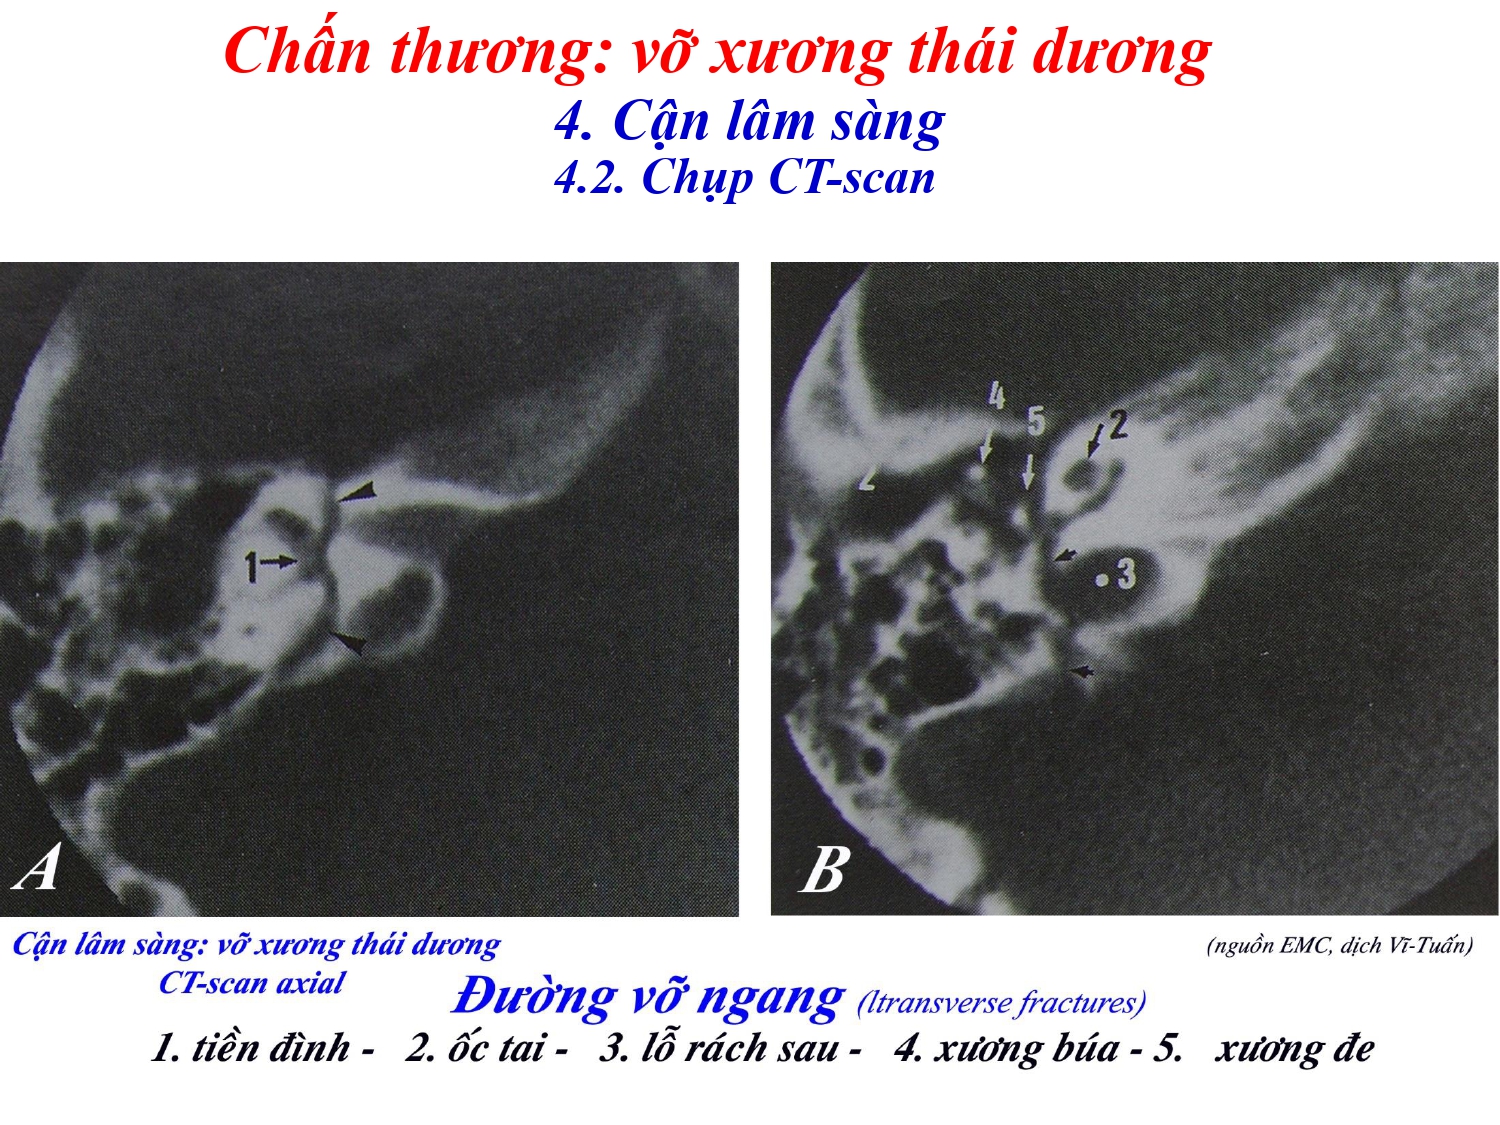 Chấn thương: vỡ xương thái dương
4. Cận lâm sàng
4.2. Chụp CT-scan
1
A
4
5
2
3
B
Cận lâm sàng: vỡ xương thái dương
CT-scan axial
(nguồn EMC, dịch Vĩ-Tuấn)
Đường vỡ ngang (ltransverse fractures)
1. tiền đình - 2. ốc tai - 3. lỗ rách sau - 4. xương búa - 5. xương đe